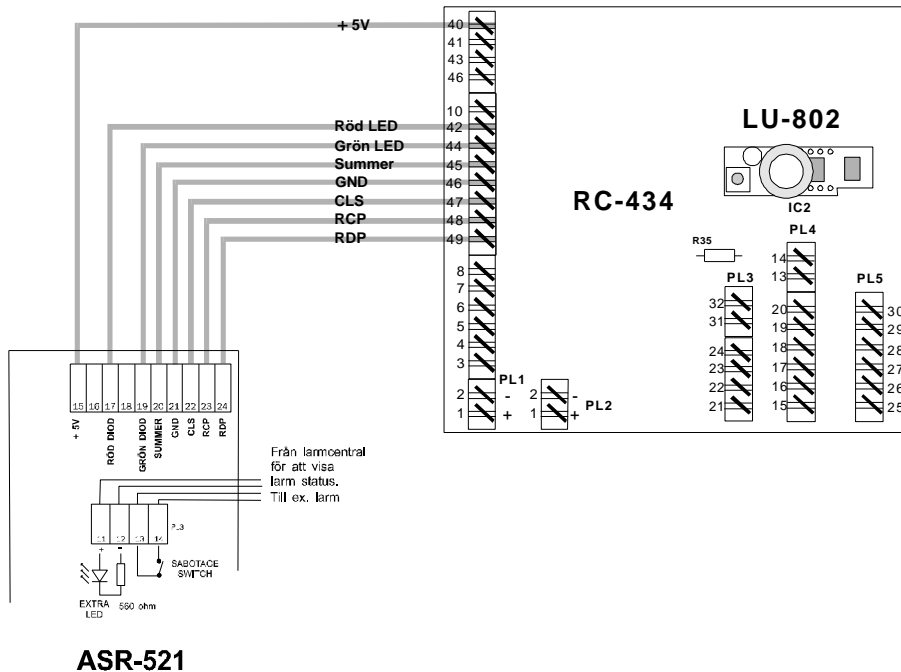 + 5V
40
41
43
46
10
Röd LED 42
Grön LED 44
Summer 45
GND 46
CLS 47
RCP 48
RDP 49
8
7
6
5
4
3
2 -
1 +
PL1
2 -
1 +
PL2
RC-434
LU-802
IC2
R35
PL4
14
13
20
19
18
17
16
15
PL3
32
31
24
23
22
21
PL5
30
29
28
27
26
25
15 16 17 18 19 20 21 22 23 24
+ 5V
RÖD DIOD
GRÖN DIOD
SUMMER
GND
CLS
RCP
RDP
Från larmcentral
för att visa
larm status.
Till ex. larm
11 12 13 14
PL3
+ -
SABOTAGE
SWITCH
EXTRA
LED
560 ohm
ASR-521